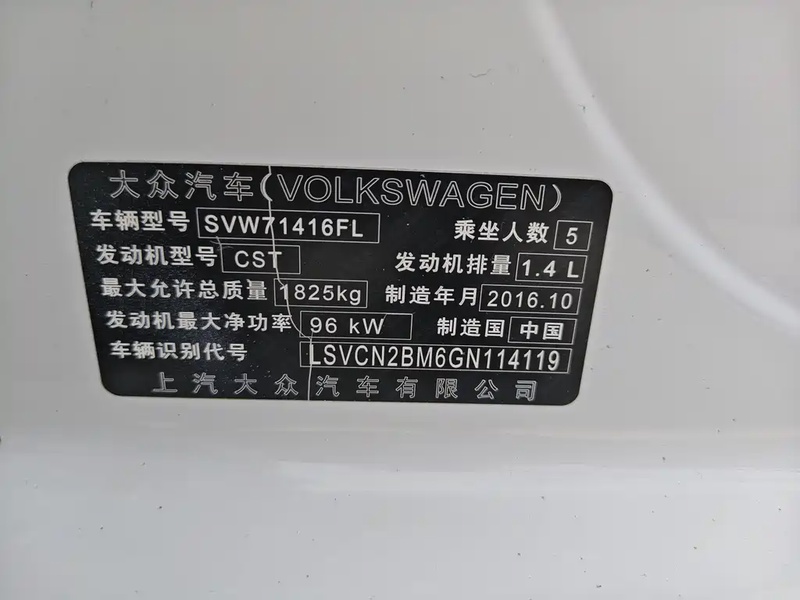 大众汽车(VOLKSWAGEN)
车辆型号 SVW71416FL 乘坐人数 5
发动机型号 CST 发动机排量 1.4 L
最大允许总质量 1825kg 制造年月 2016.10
发动机最大净功率 96 kW 制造国 中国
车辆识别代号 LSVCN2BM6GN114119
上汽大众汽车有限公司